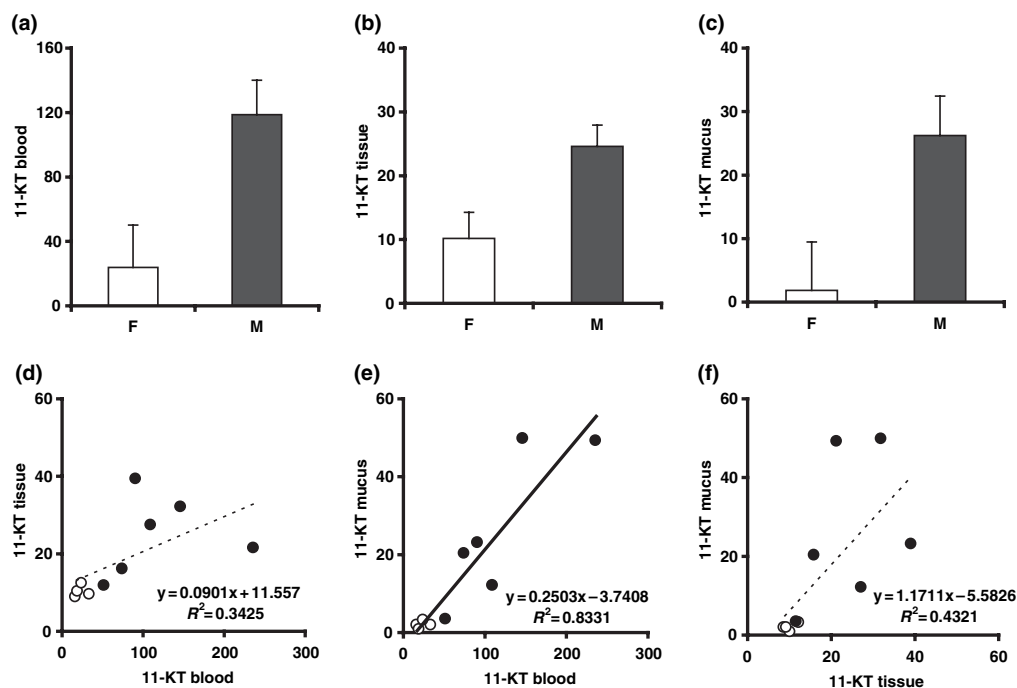 (a)
160
120
80
40
0
11-KT blood
F
M
(b)
40
30
20
10
0
11-KT tissue
F
M
(c)
40
30
20
10
0
11-KT mucus
F
M
(d)
60
40
20
0
11-KT tissue
y=0.0901x+11.557
R²=0.3425
0
100
200
300
11-KT blood
(e)
60
40
20
0
11-KT mucus
y=0.2503x−3.7408
R²=0.8331
0
100
200
300
11-KT blood
(f)
60
40
20
0
11-KT mucus
y=1.1711x−5.5826
R²=0.4321
0
20
40
60
11-KT tissue